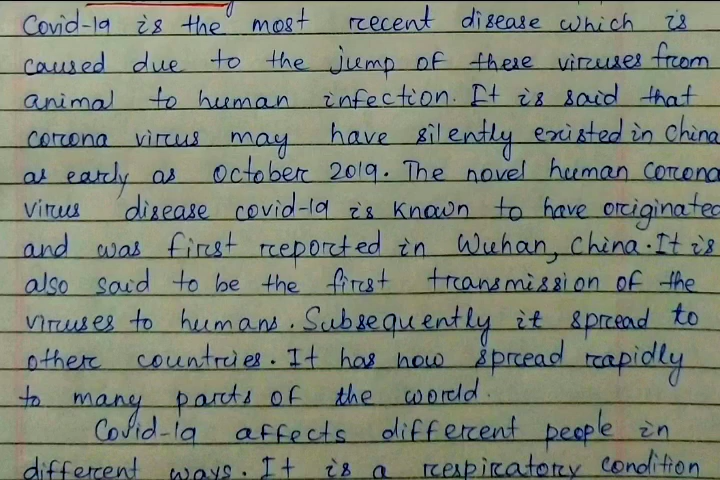 Covid-19 is the most recent disease which is
caused due to the jump of these viruses from
animal to human infection. It is said that
corona virus may have silently existed in China
as early as October 2019. The novel human corona
virus disease covid-19 is known to have originated
and was first reported in Wuhan, China. It is
also said to be the first transmission of the
viruses to humans. Subsequently it spread to
other countries. It has now spread rapidly
to many parts of the world.
Covid-19 affects different people in
different ways. It is a respiratory condition